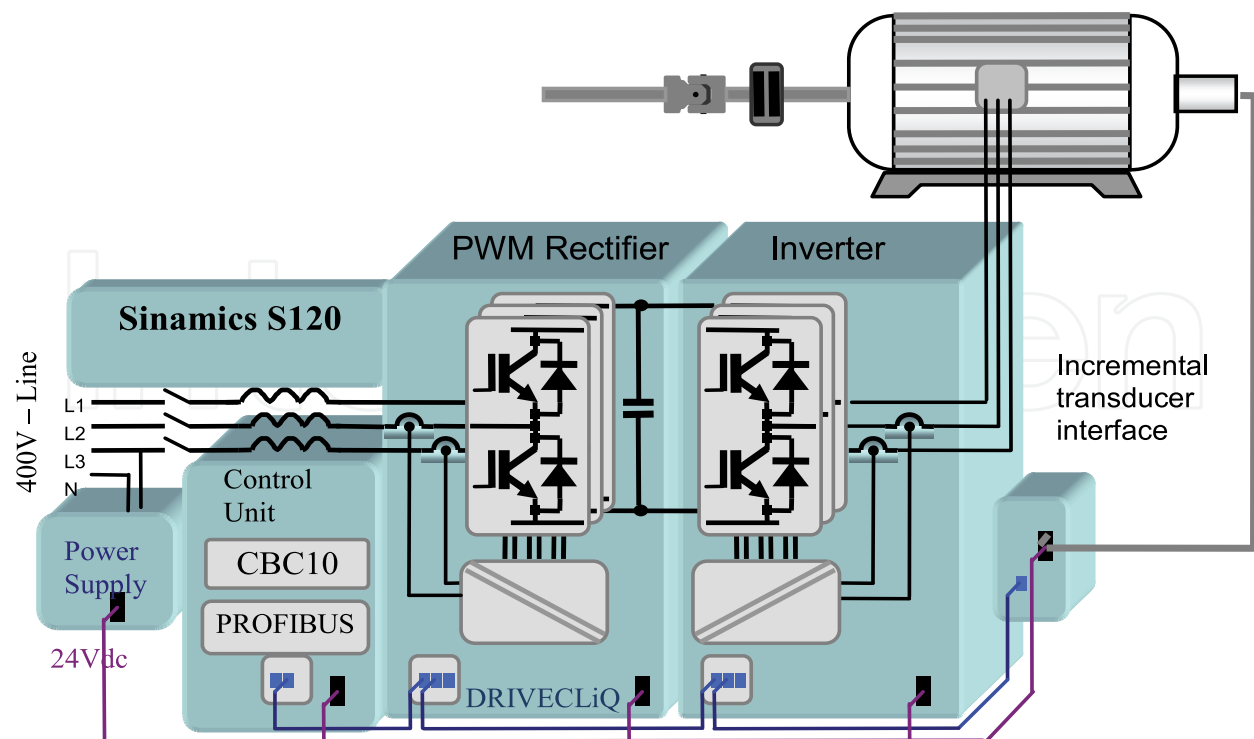 PWM Rectifier
Inverter
Sinamics S120
400V – Line
L1
L2
L3
N
Incremental
transducer
interface
Control
Unit
CBC10
PROFIBUS
Power
Supply
24Vdc
DRIVECLiQ